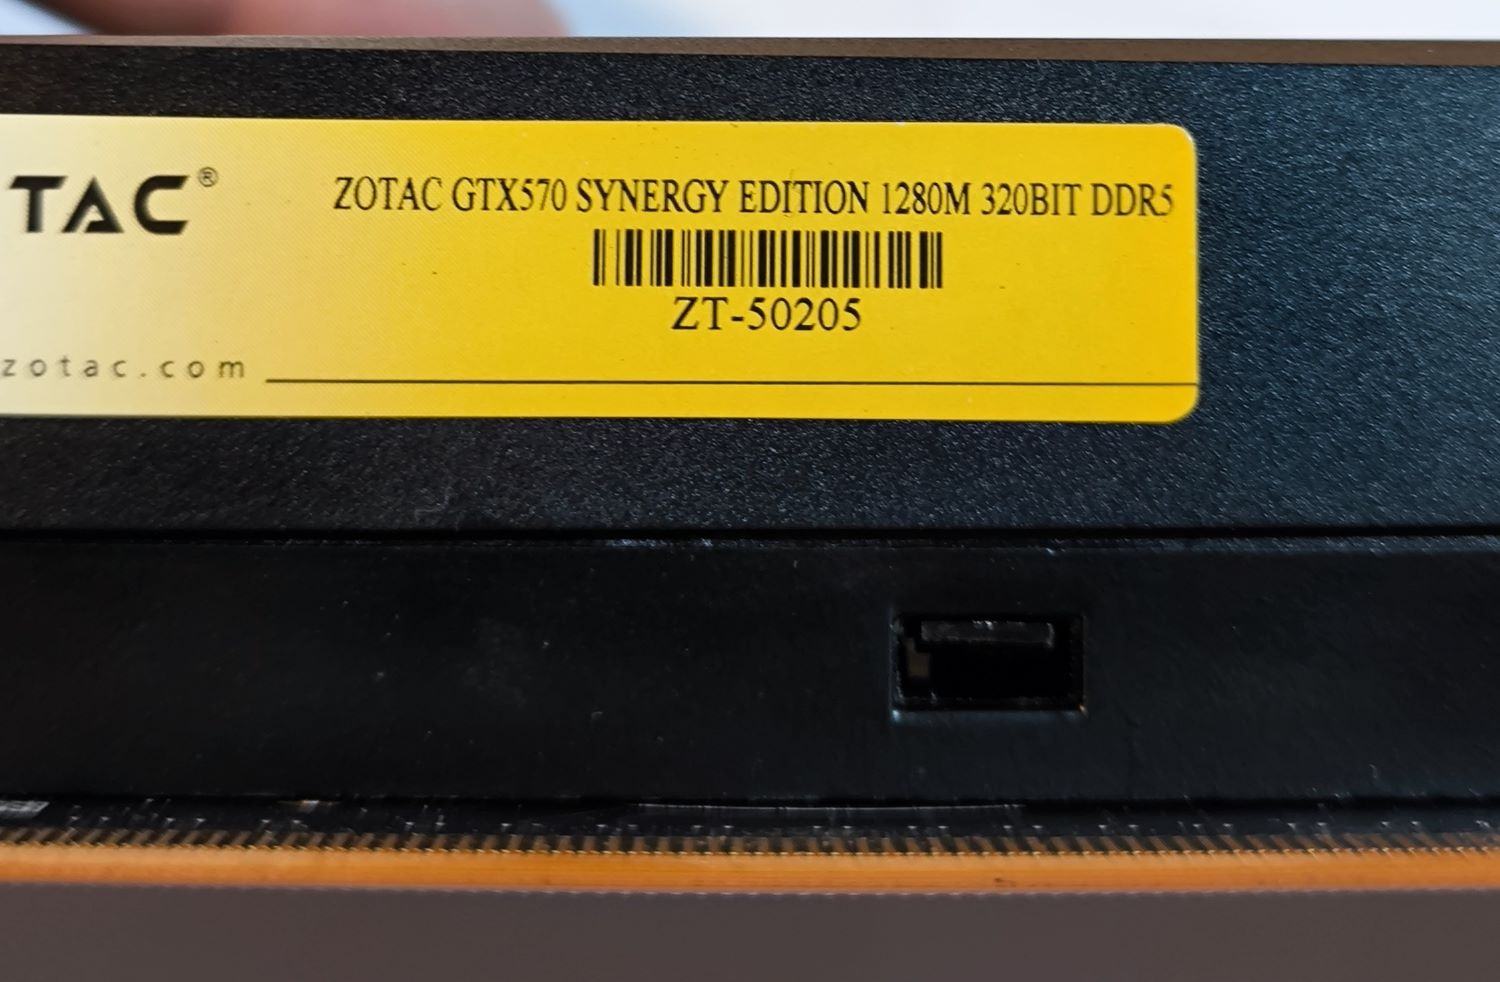 TAC®
ZOTAC GTX570 SYNERGY EDITION 1280M 320BIT DDR5
ZT-50205
zotac.com